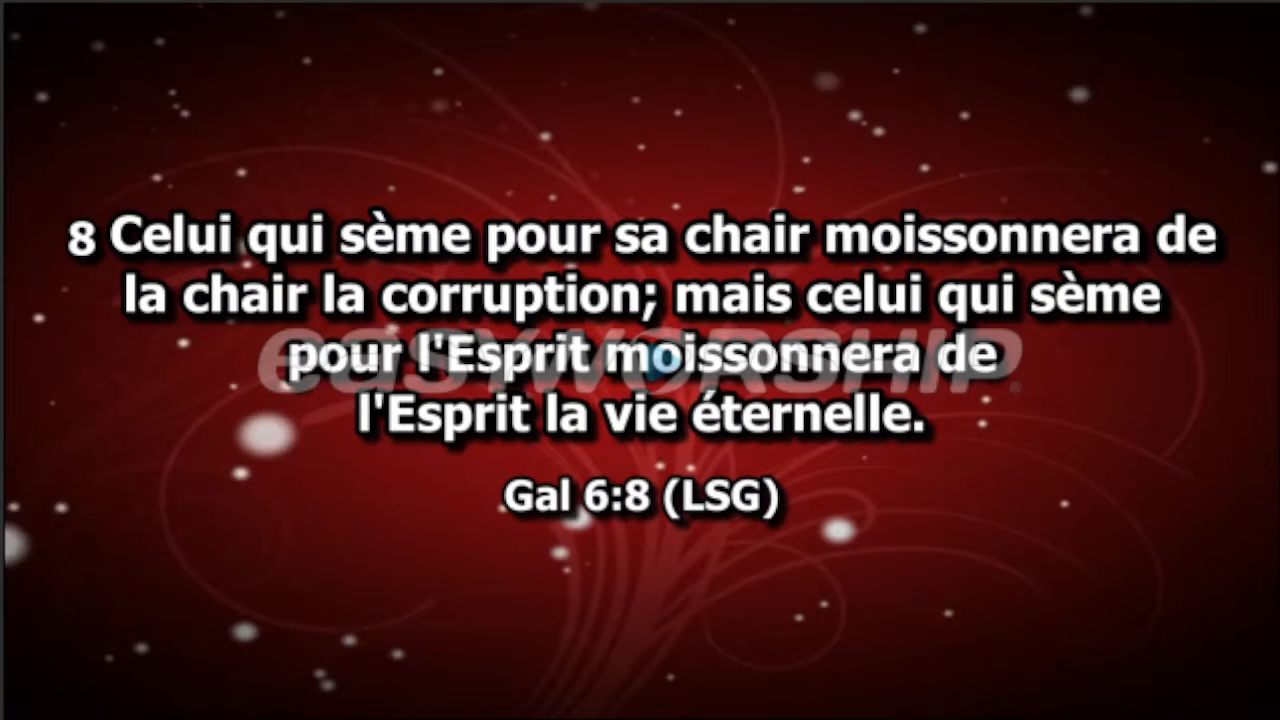 8 Celui qui sème pour sa chair moissonnera de
la chair la corruption; mais celui qui sème
pour l'Esprit moissonnera de
l'Esprit la vie éternelle.
easyWORSHIP®
Gal 6:8 (LSG)